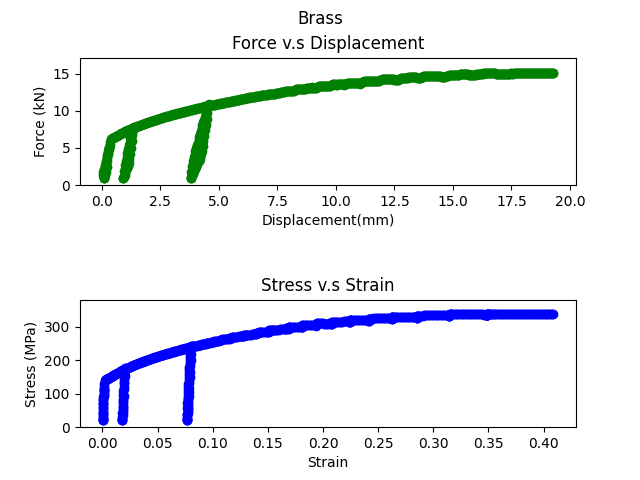 Brass
Force v.s Displacement
Force (kN)
15
10
5
0
0.0 2.5 5.0 7.5 10.0 12.5 15.0 17.5 20.0
Displacement(mm)
Stress v.s Strain
Stress (MPa)
300
200
100
0
0.00 0.05 0.10 0.15 0.20 0.25 0.30 0.35 0.40
Strain